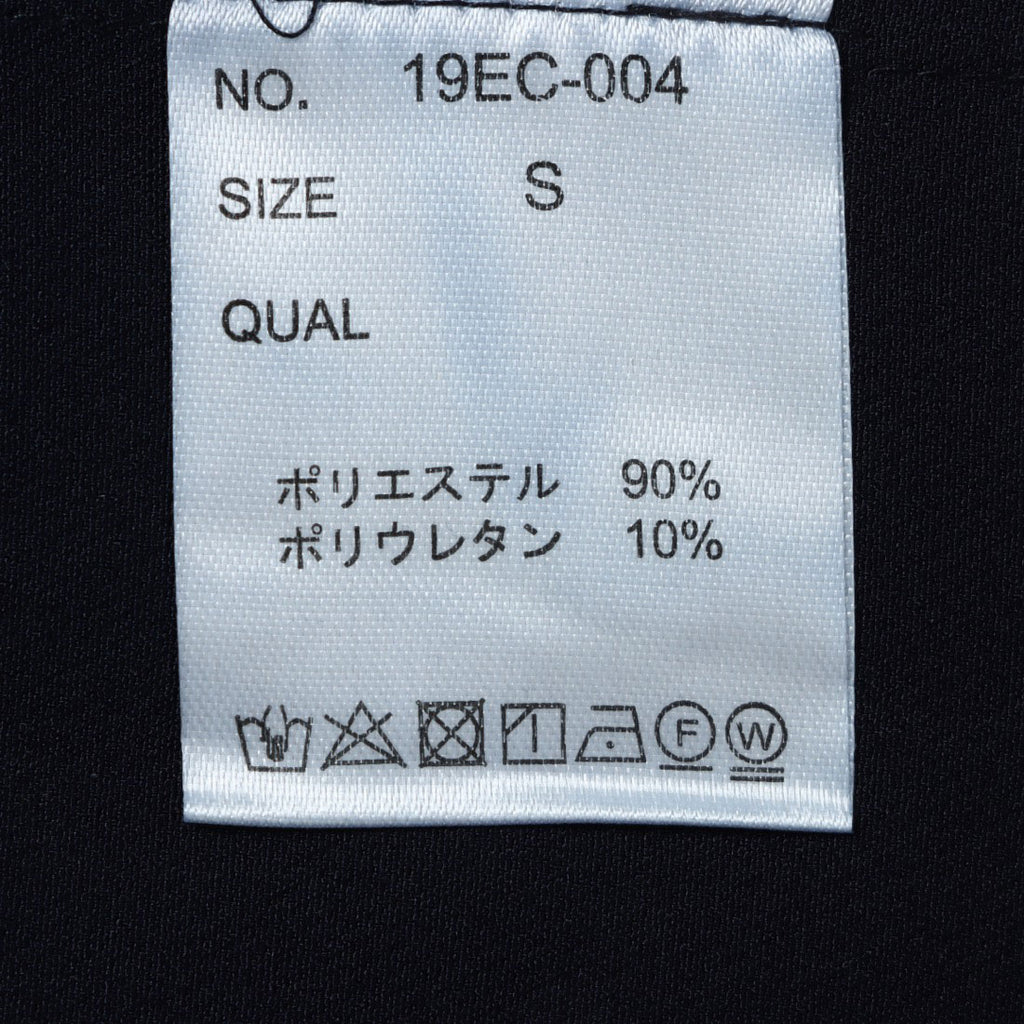 NO. 19EC-004
SIZE S
QUAL
ポリエステル 90%
ポリウレタン 10%
F W